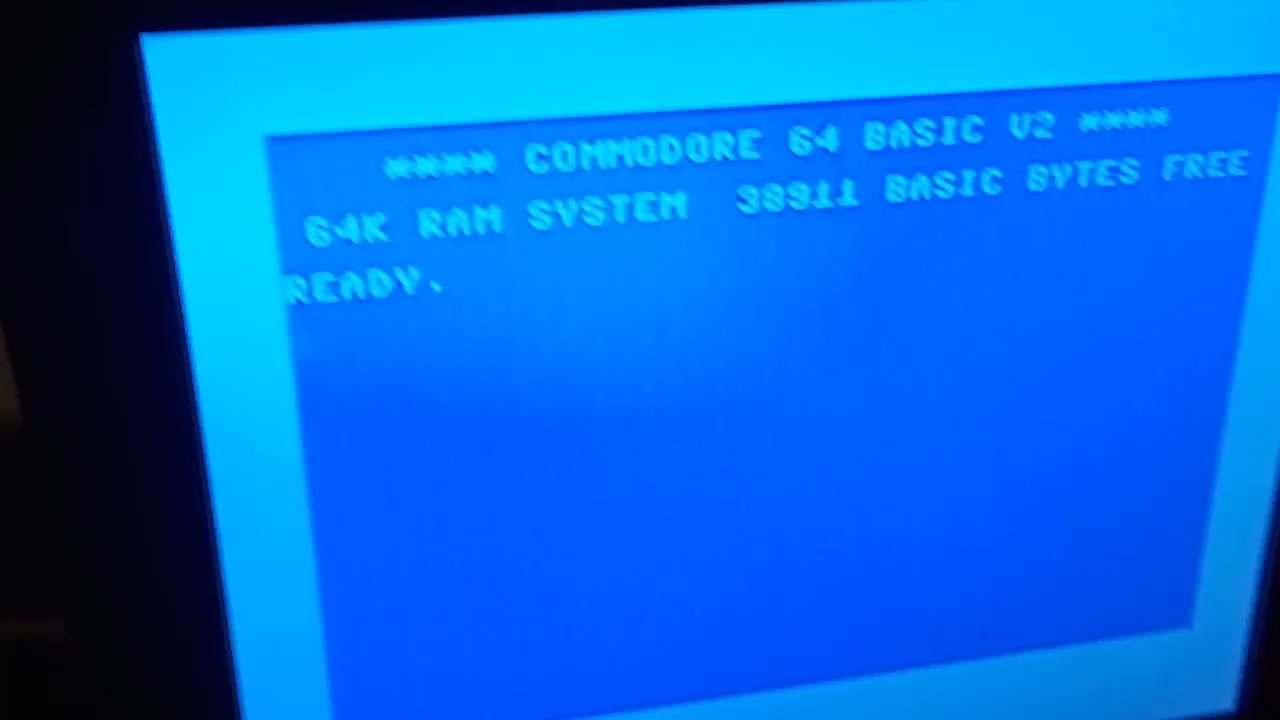 **** COMMODORE 64 BASIC V2 ****
64K RAM SYSTEM  38911 BASIC BYTES FREE
READY.